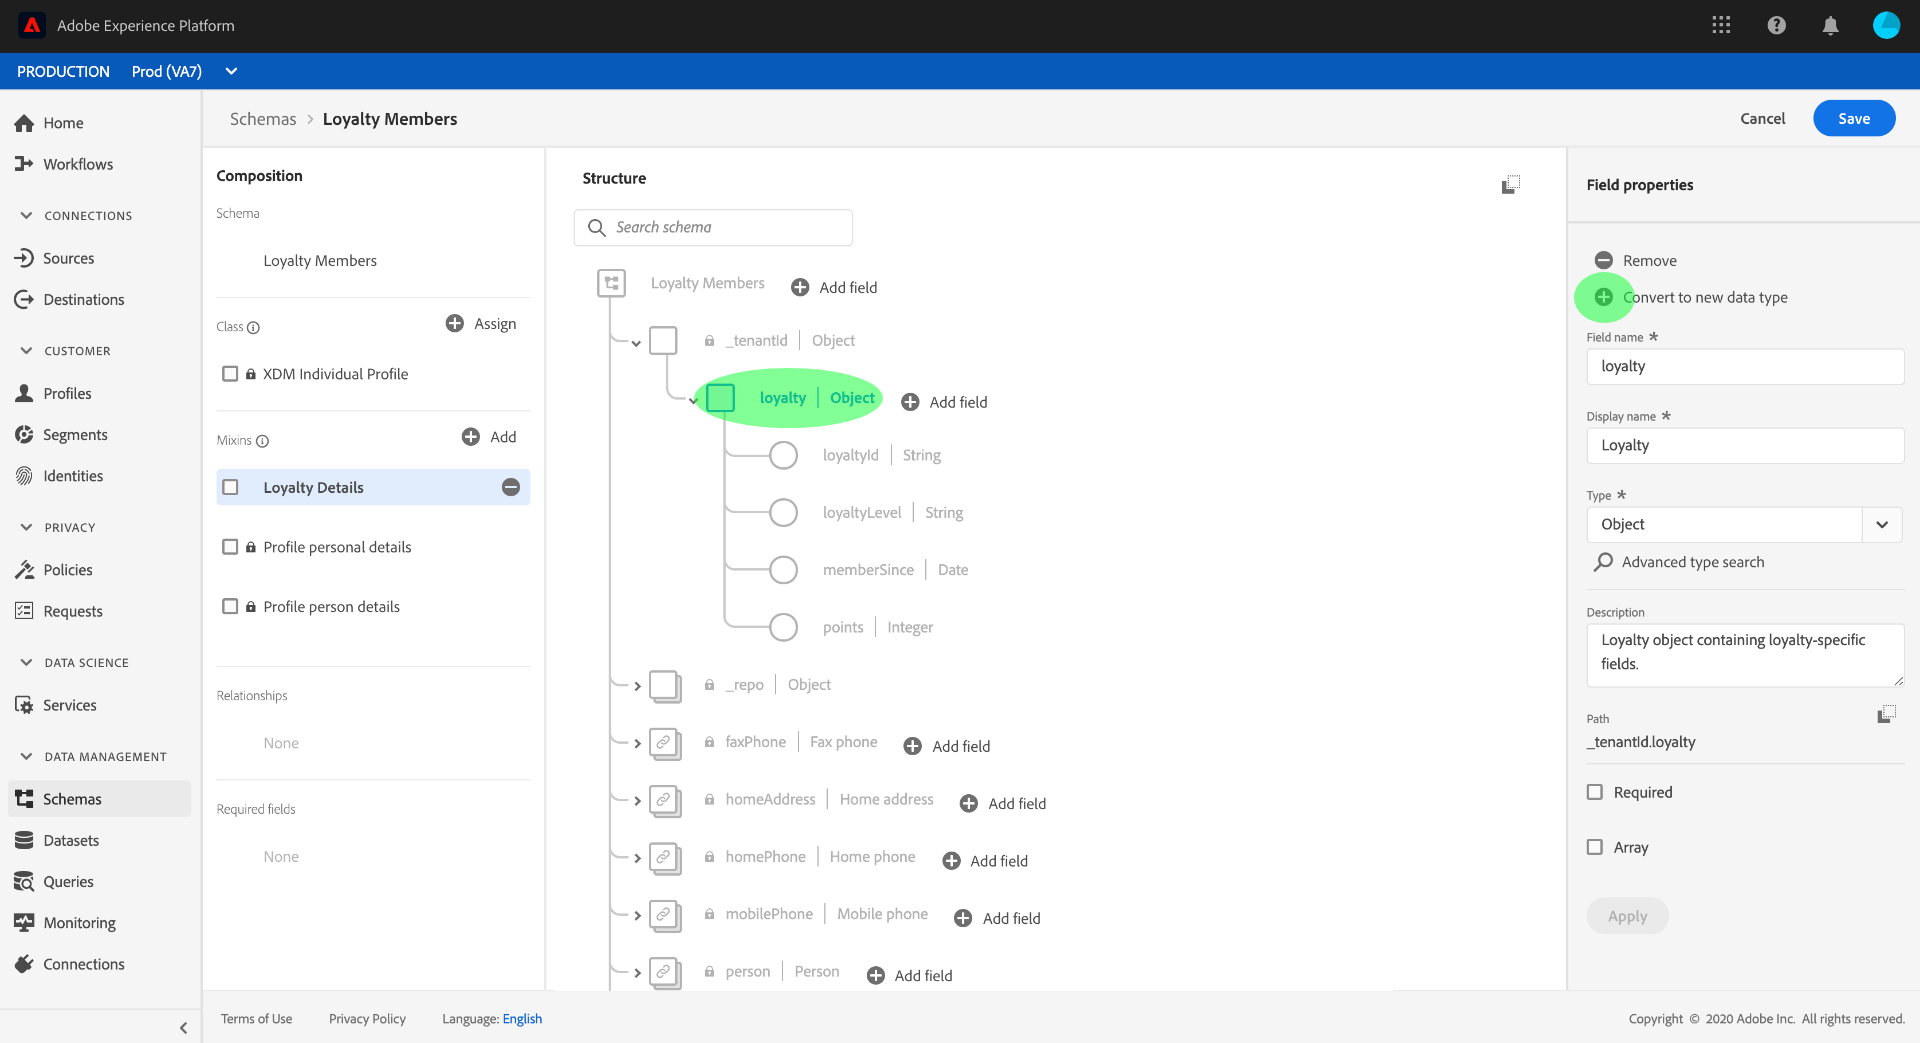 Adobe Experience Platform
PRODUCTION Prod (VA7)
Home
Workflows
CONNECTIONS
Sources
Destinations
CUSTOMER
Profiles
Segments
Identities
PRIVACY
Policies
Requests
DATA SCIENCE
Services
DATA MANAGEMENT
Schemas
Datasets
Queries
Monitoring
Connections
Schemas > Loyalty Members
Cancel
Save
Composition
Schema
Loyalty Members
Class
Assign
XDM Individual Profile
Mixins
Add
Loyalty Details
Profile personal details
Profile person details
Relationships
None
Required fields
None
Structure
Search schema
Loyalty Members Add field
_tenantId | Object
loyalty | Object Add field
loyaltyId | String
loyaltyLevel | String
memberSince | Date
points | Integer
_repo | Object
faxPhone | Fax phone Add field
homeAddress | Home address Add field
homePhone | Home phone Add field
mobilePhone | Mobile phone Add field
person | Person Add field
Field properties
Remove
Convert to new data type
Field name *
loyalty
Display name *
Loyalty
Type *
Object
Advanced type search
Description
Loyalty object containing loyalty-specific
fields.
Path
_tenantId.loyalty
Required
Array
Apply
Terms of Use Privacy Policy Language: English
Copyright © 2020 Adobe Inc. All rights reserved.